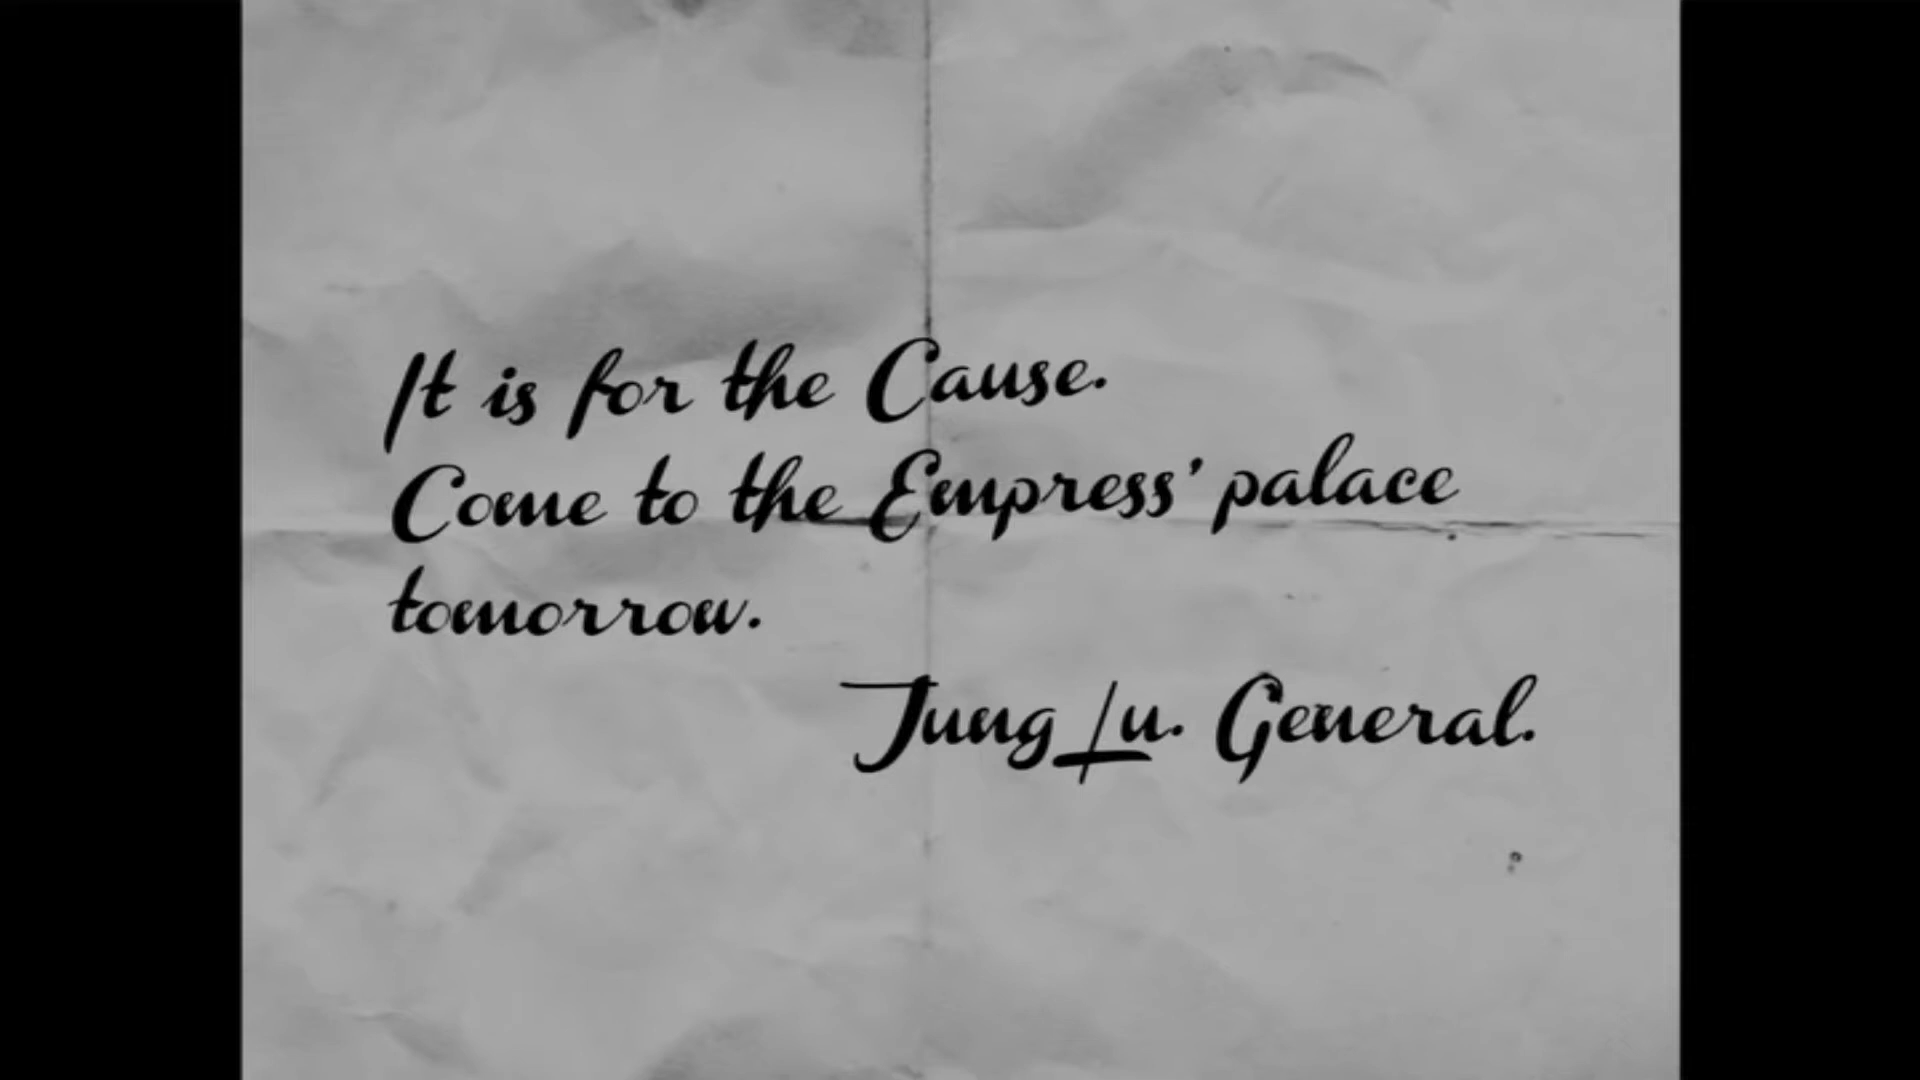 It is for the Cause.
Come to the Empress' palace
tomorrow.
Jung Lu. General.